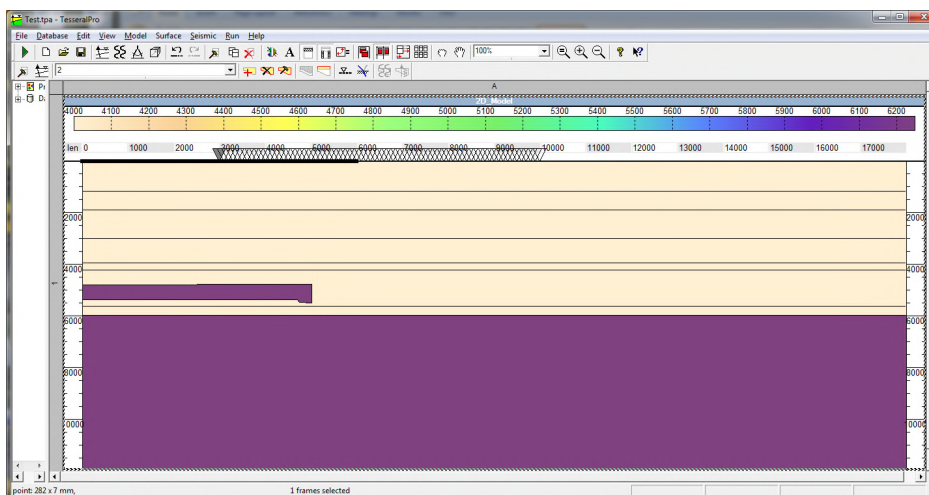 Test.tpa - TesseralPro
File Database Edit View Model Surface Seismic Run Help
A 100% ?
2
A
2D_Model
4000 4100 4200 4300 4400 4500 4600 4700 4800 4900 5000 5100 5200 5300 5400 5500 5600 5700 5800 5900 6000 6100 6200
len 0 1000 2000 3000 4000 5000 6000 7000 8000 9000 10000 11000 12000 13000 14000 15000 16000 17000
2000 2000
4000 4000
1
6000 6000
8000 8000
0000 0000
point: 282 x 7 mm, 1 frames selected